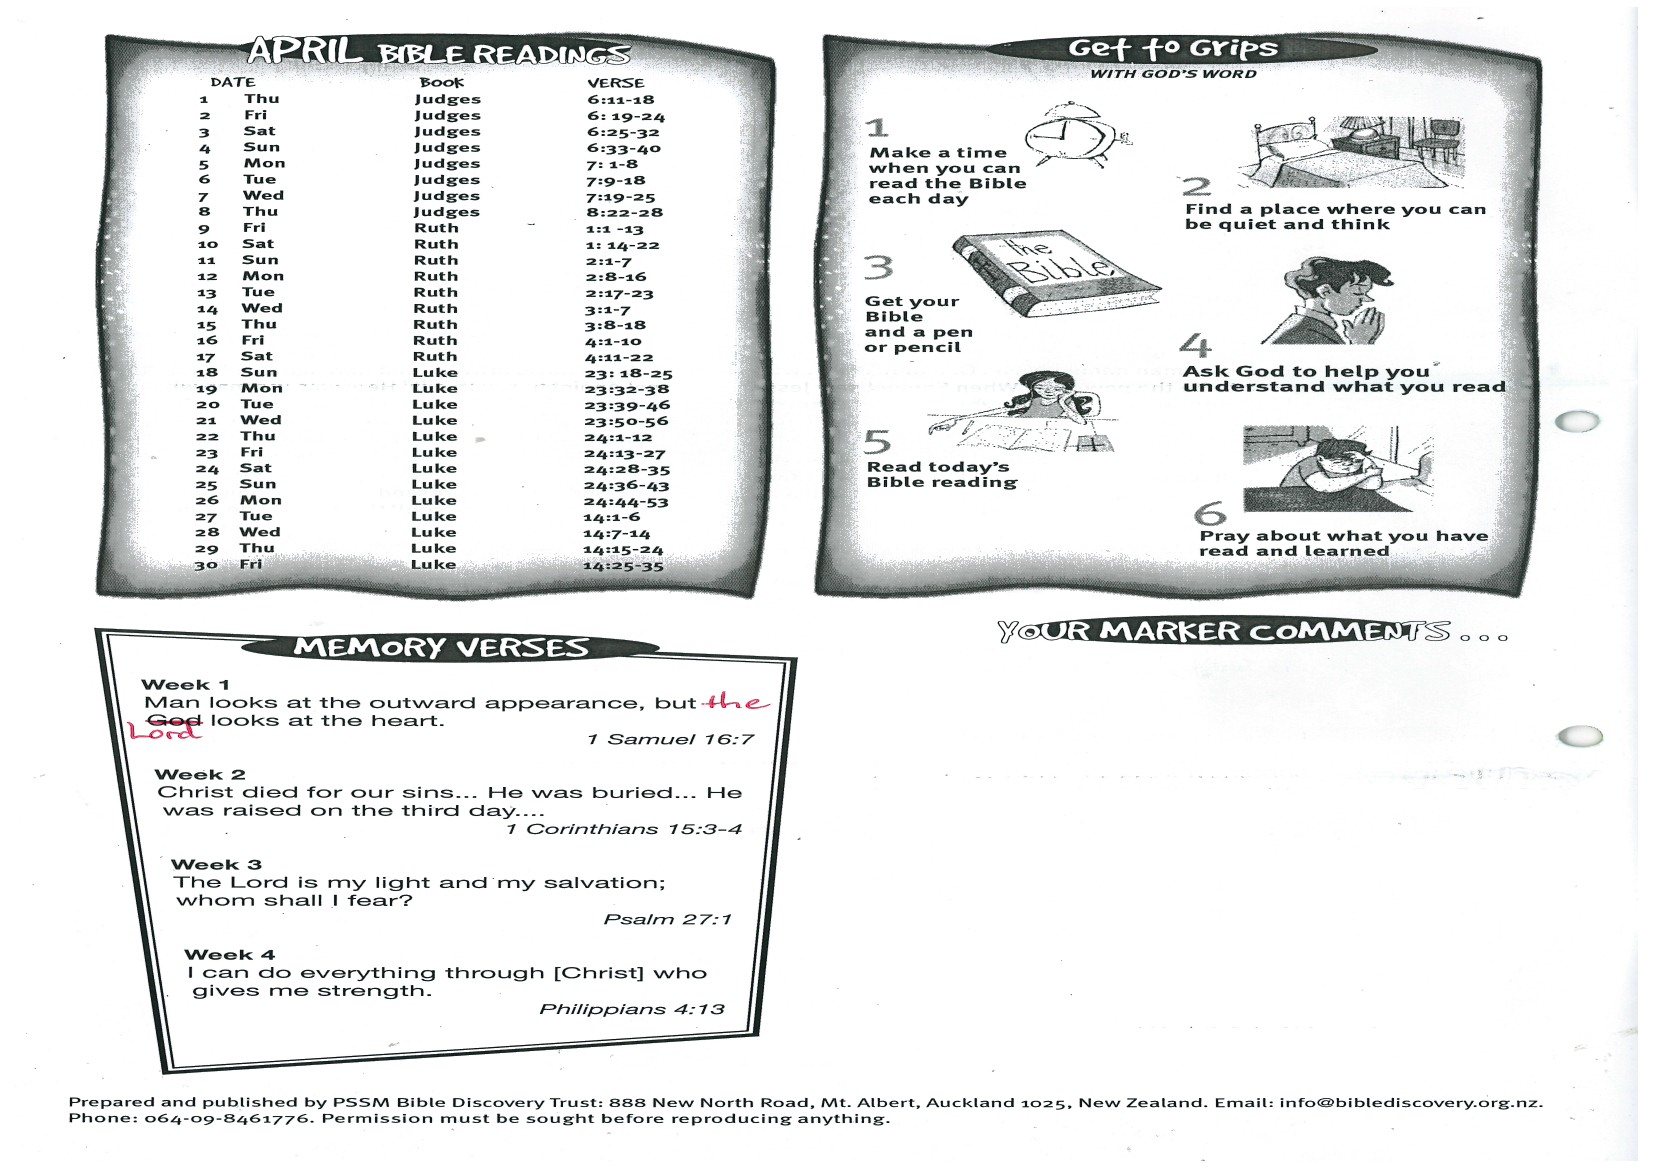 APRIL BIBLE READINGS
DATE Book VERSE
1 Thu Judges 6:11-18
2 Fri Judges 6: 19-24
3 Sat Judges 6:25-32
4 Sun Judges 6:33-40
5 Mon Judges 7: 1-8
6 Tue Judges 7:9-18
7 Wed Judges 7:19-25
8 Thu Judges 8:22-28
9 Fri Ruth 1:1 -13
10 Sat Ruth 1: 14-22
11 Sun Ruth 2:1-7
12 Mon Ruth 2:8-16
13 Tue Ruth 2:17-23
14 Wed Ruth 3:1-7
15 Thu Ruth 3:8-18
16 Fri Ruth 4:1-10
17 Sat Ruth 4:11-22
18 Sun Luke 23: 18-25
19 Mon Luke 23:32-38
20 Tue Luke 23:39-46
21 Wed Luke 23:50-56
22 Thu Luke 24:1-12
23 Fri Luke 24:13-27
24 Sat Luke 24:28-35
25 Sun Luke 24:36-43
26 Mon Luke 24:44-53
27 Tue Luke 14:1-6
28 Wed Luke 14:7-14
29 Thu Luke 14:15-24
30 Fri Luke 14:25-35
Get to Grips
WITH GOD'S WORD
1
Make a time
when you can
read the Bible
each day
2
Find a place where you can
be quiet and think
3
the
Bible
Get your
Bible
and a pen
or pencil
4
Ask God to help you
understand what you read
5
Read today's
Bible reading
6
Pray about what you have
read and learned
MEMORY VERSES
Week 1
Man looks at the outward appearance, but the
God looks at the heart.
Lord
1 Samuel 16:7
Week 2
Christ died for our sins... He was buried... He
was raised on the third day....
1 Corinthians 15:3-4
Week 3
The Lord is my light and my salvation;
whom shall I fear?
Psalm 27:1
Week 4
I can do everything through [Christ] who
gives me strength.
Philippians 4:13
YOUR MARKER COMMENTS . . .
Prepared and published by PSSM Bible Discovery Trust: 888 New North Road, Mt. Albert, Auckland 1025, New Zealand. Email: info@biblediscovery.org.nz.
Phone: 064-09-8461776. Permission must be sought before reproducing anything.